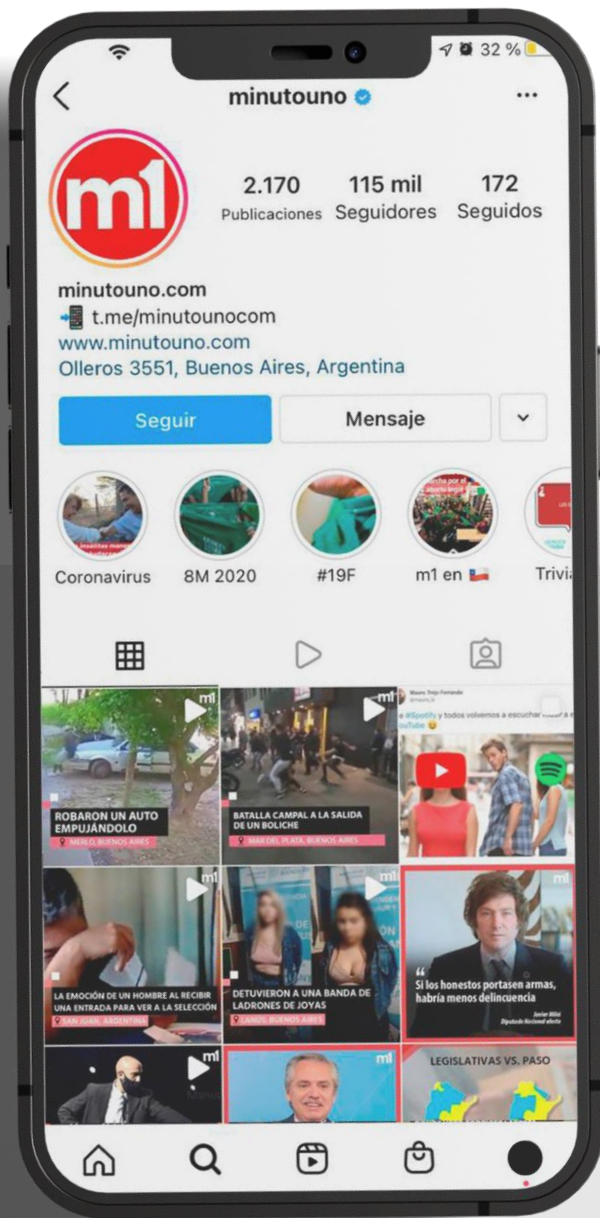 32 %
minutouno
m1
2.170 115 mil 172
Publicaciones Seguidores Seguidos
minutouno.com
t.me/minutounocom
www.minutouno.com
Olleros 3551, Buenos Aires, Argentina
Seguir Mensaje
Coronavirus 8M 2020 #19F m1 en Trivia
m1
ROBARON UN AUTO
EMPUJÁNDOLO
MERLO, BUENOS AIRES
m1
BATALLA CAMPAL A LA SALIDA
DE UN BOLICHE
MAR DEL PLATA, BUENOS AIRES
#Spotify y todos volvemos a escuchar
m1
LA EMOCIÓN DE UN HOMBRE AL RECIBIR
UNA ENTRADA PARA VER A LA SELECCIÓN
SAN JUAN, ARGENTINA
m1
DETUVIERON A UNA BANDA DE
LADRONES DE JOYAS
LANÚS, BUENOS AIRES
m1
“
Si los honestos portasen armas,
habría menos delincuencia
Javier Milei
Diputado Nacional electo
m1
m1
LEGISLATIVAS VS. PASO